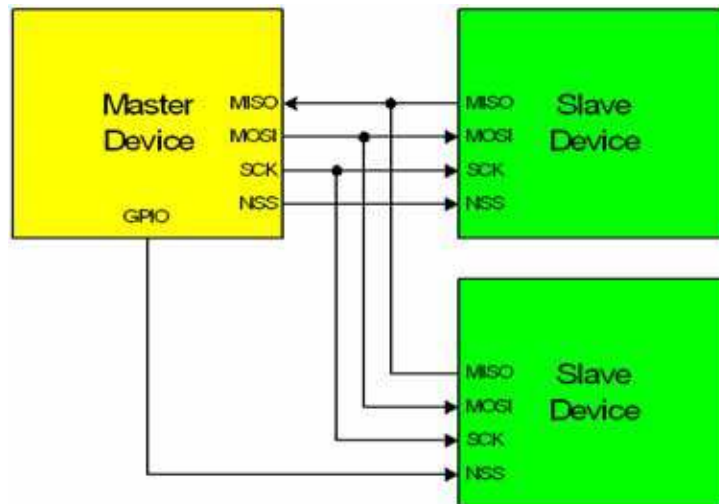 Master
Device
MISO
MOSI
SCK
NSS
GPIO
MISO
MOSI
SCK
NSS
Slave
Device
MISO
MOSI
SCK
NSS
Slave
Device